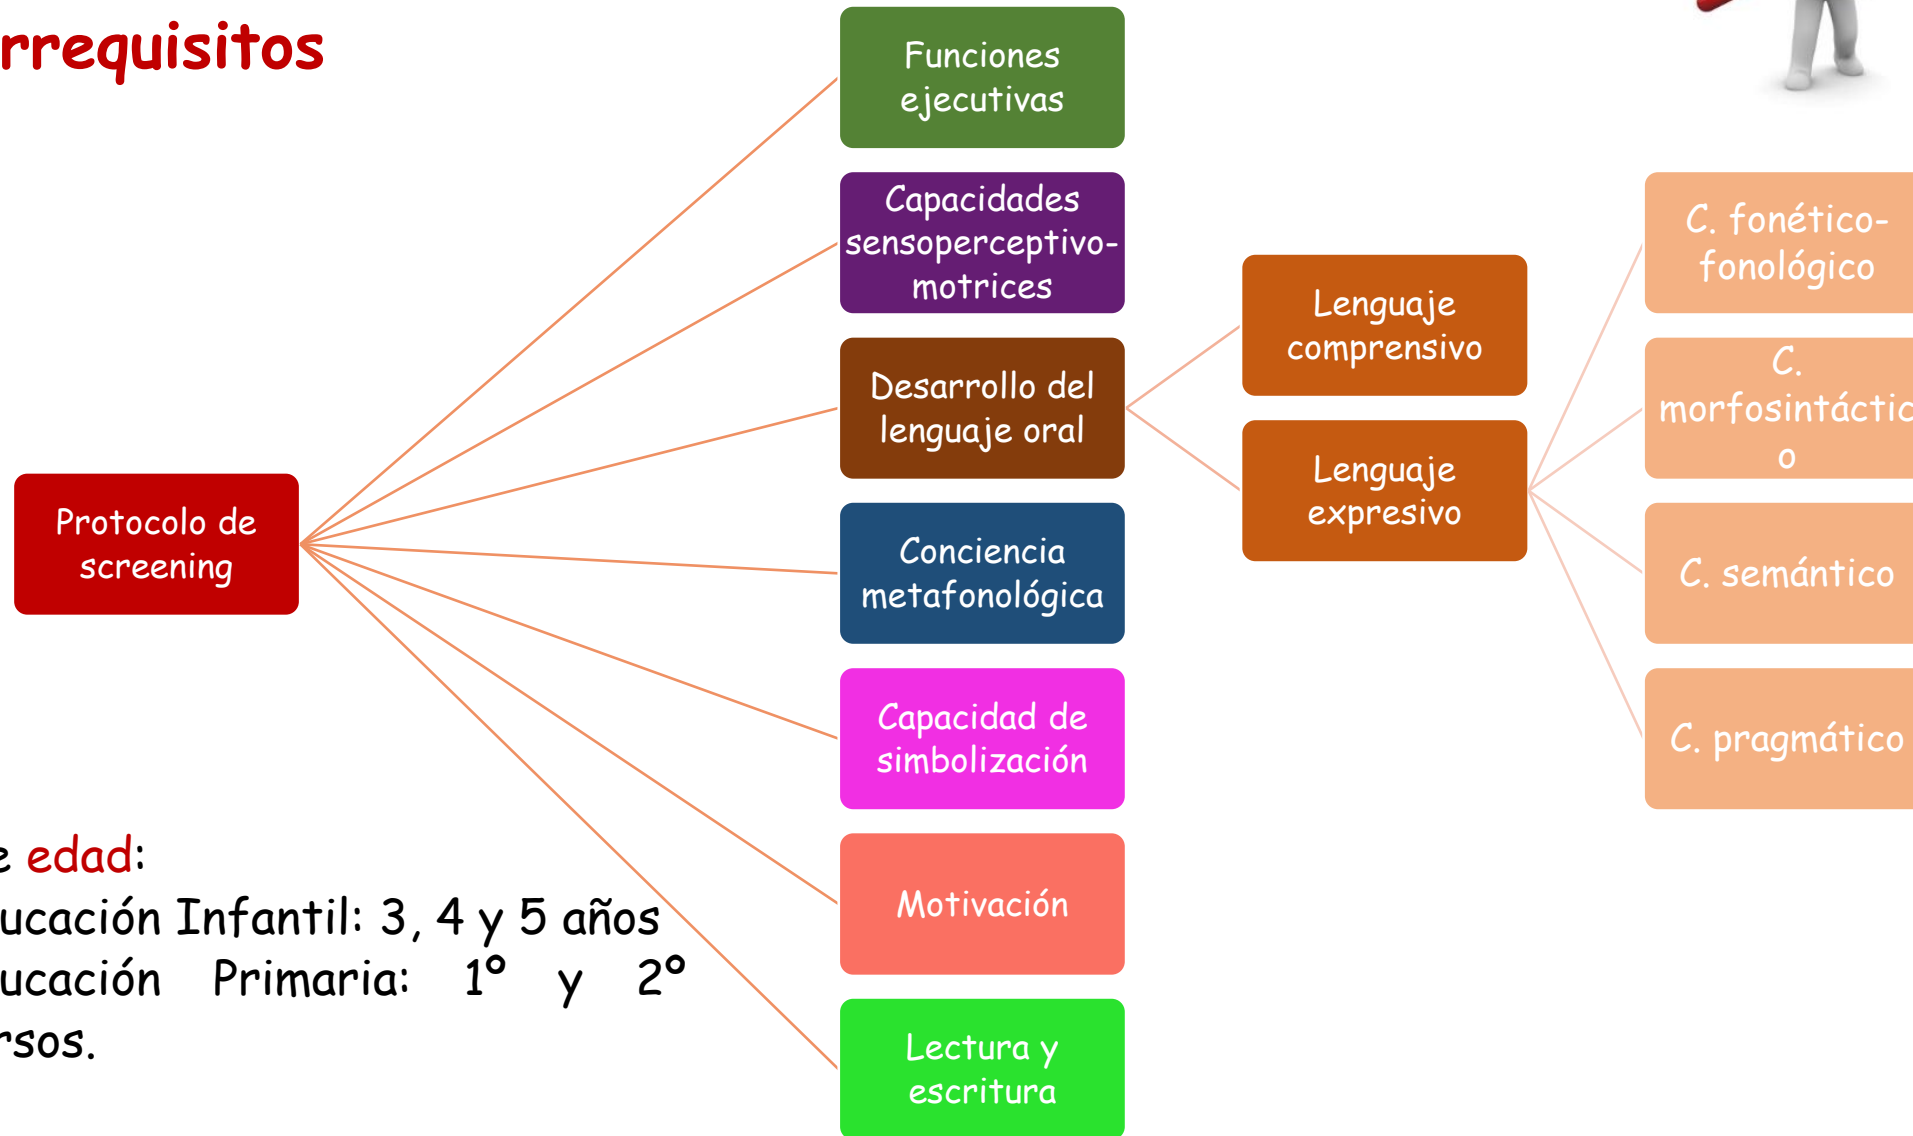 rrequisitos
Funciones
ejecutivas
Capacidades
sensoperceptivo-
motrices
Desarrollo del
lenguaje oral
Conciencia
metafonológica
Capacidad de
simbolización
Motivación
Lectura y
escritura
Protocolo de
screening
Lenguaje
comprensivo
Lenguaje
expresivo
C. fonético-
fonológico
C.
morfosintáctic
o
C. semántico
C. pragmático
e edad:
ucación Infantil: 3, 4 y 5 años
ucación Primaria: 1º y 2º
rsos.